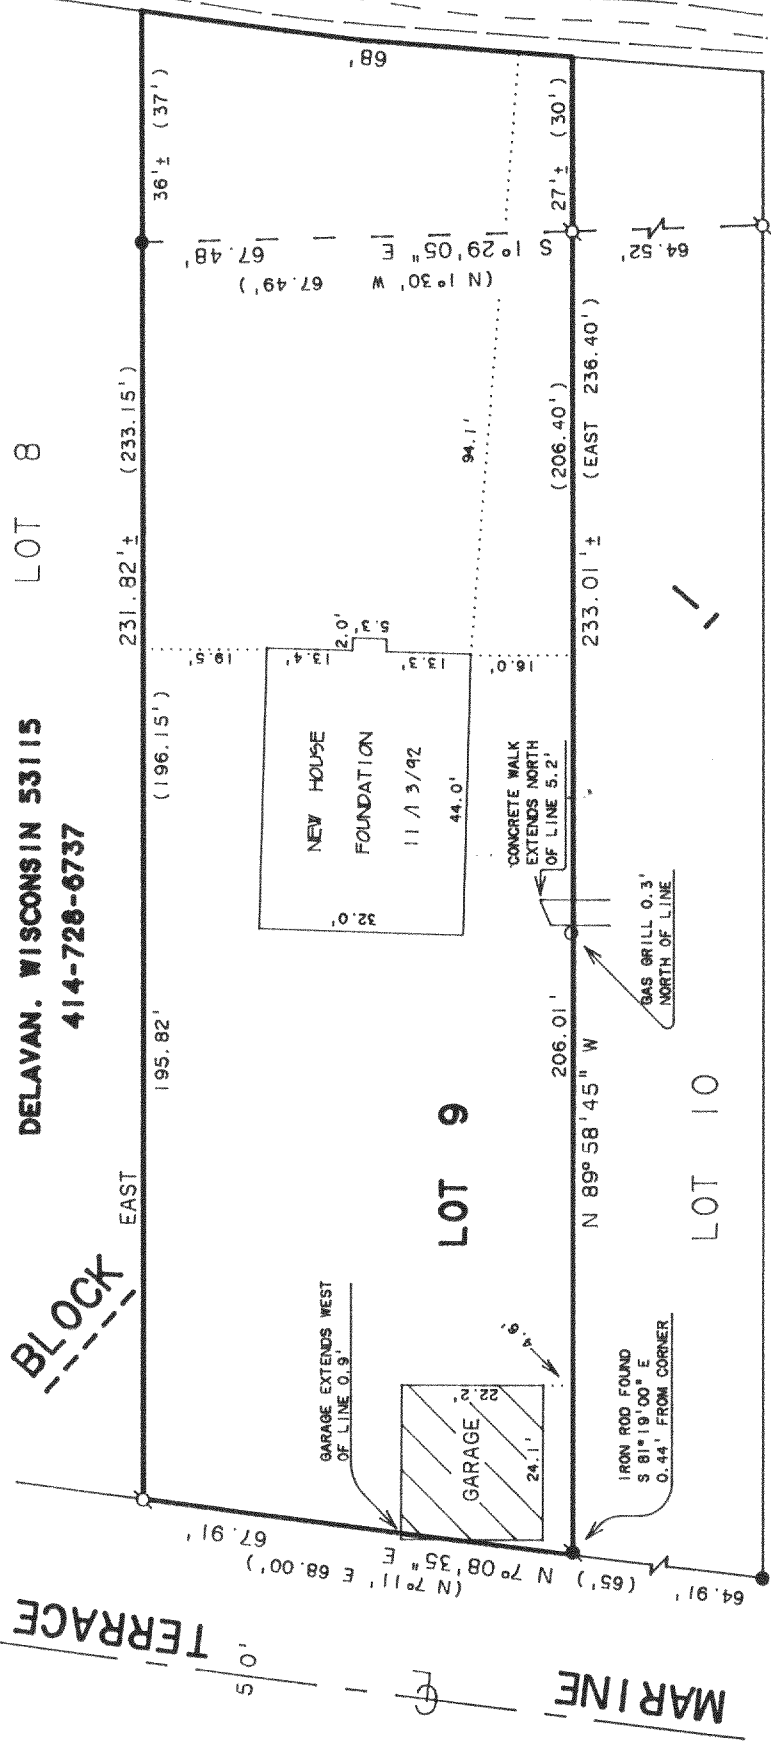 DELAVAN. WISCONSIN 53115
414-728-6737
LOT 8
BLOCK
1
EAST
195.82'
(196.15')
231.82'±
(233.15')
36'± (37')
68'
S 1°29'05" E 67.48'
(N 1°30' W 67.49')
27'± (30')
64.52'
19.5'
13.4'
2.0'
5.3'
13.3'
16.0'
94.1'
NEW HOUSE
FOUNDATION
11/13/92
44.0'
32.0'
CONCRETE WALK
EXTENDS NORTH
OF LINE 5.2'
GAS GRILL 0.3'
NORTH OF LINE
206.01'
(206.40')
N 89°58'45" W
233.01'±
(EAST 236.40')
LOT 9
LOT 10
GARAGE EXTENDS WEST
OF LINE 0.9'
GARAGE
22.2'
24.1'
IRON ROD FOUND
S 81°19'00" E
0.44' FROM CORNER
N 7°08'35" E 67.91'
(N 7°11' E 68.00')
(65')
64.91'
50'
MARINE TERRACE